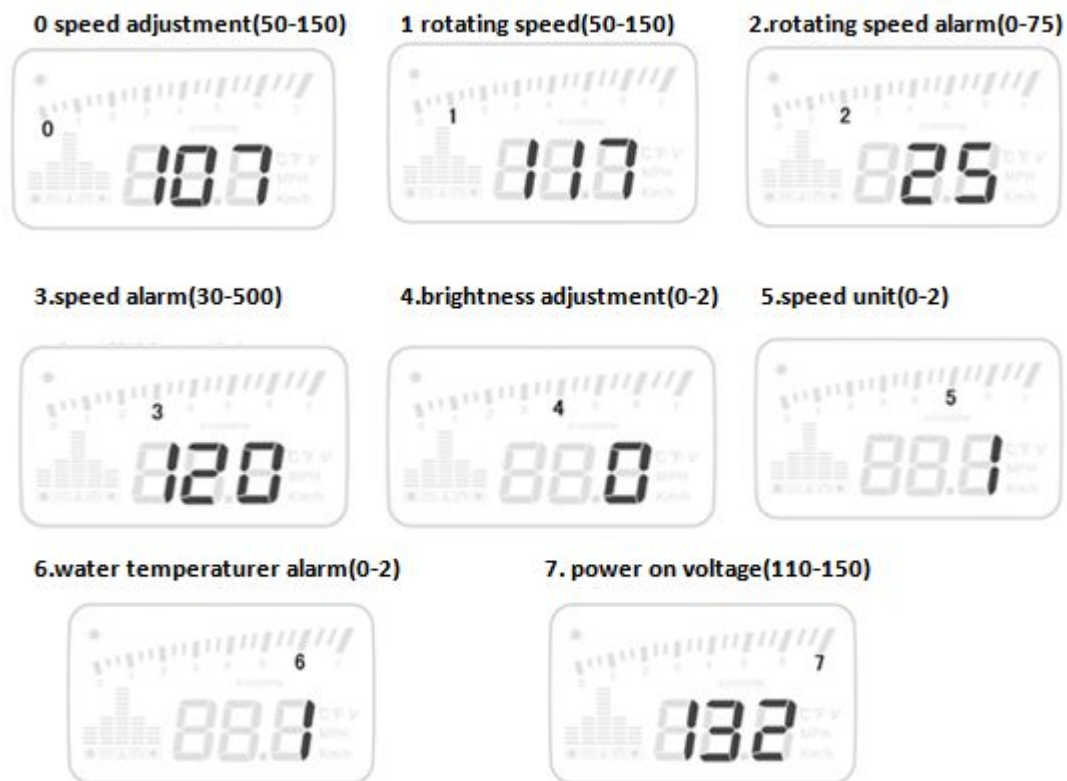 0 speed adjustment(50-150) 1 rotating speed(50-150) 2.rotating speed alarm(0-75)
0 1 2
107 117 25
3.speed alarm(30-500) 4.brightness adjustment(0-2) 5.speed unit(0-2)
3 4 5
120 0 1
6.water temperaturer alarm(0-2) 7. power on voltage(110-150)
6 7
1 132